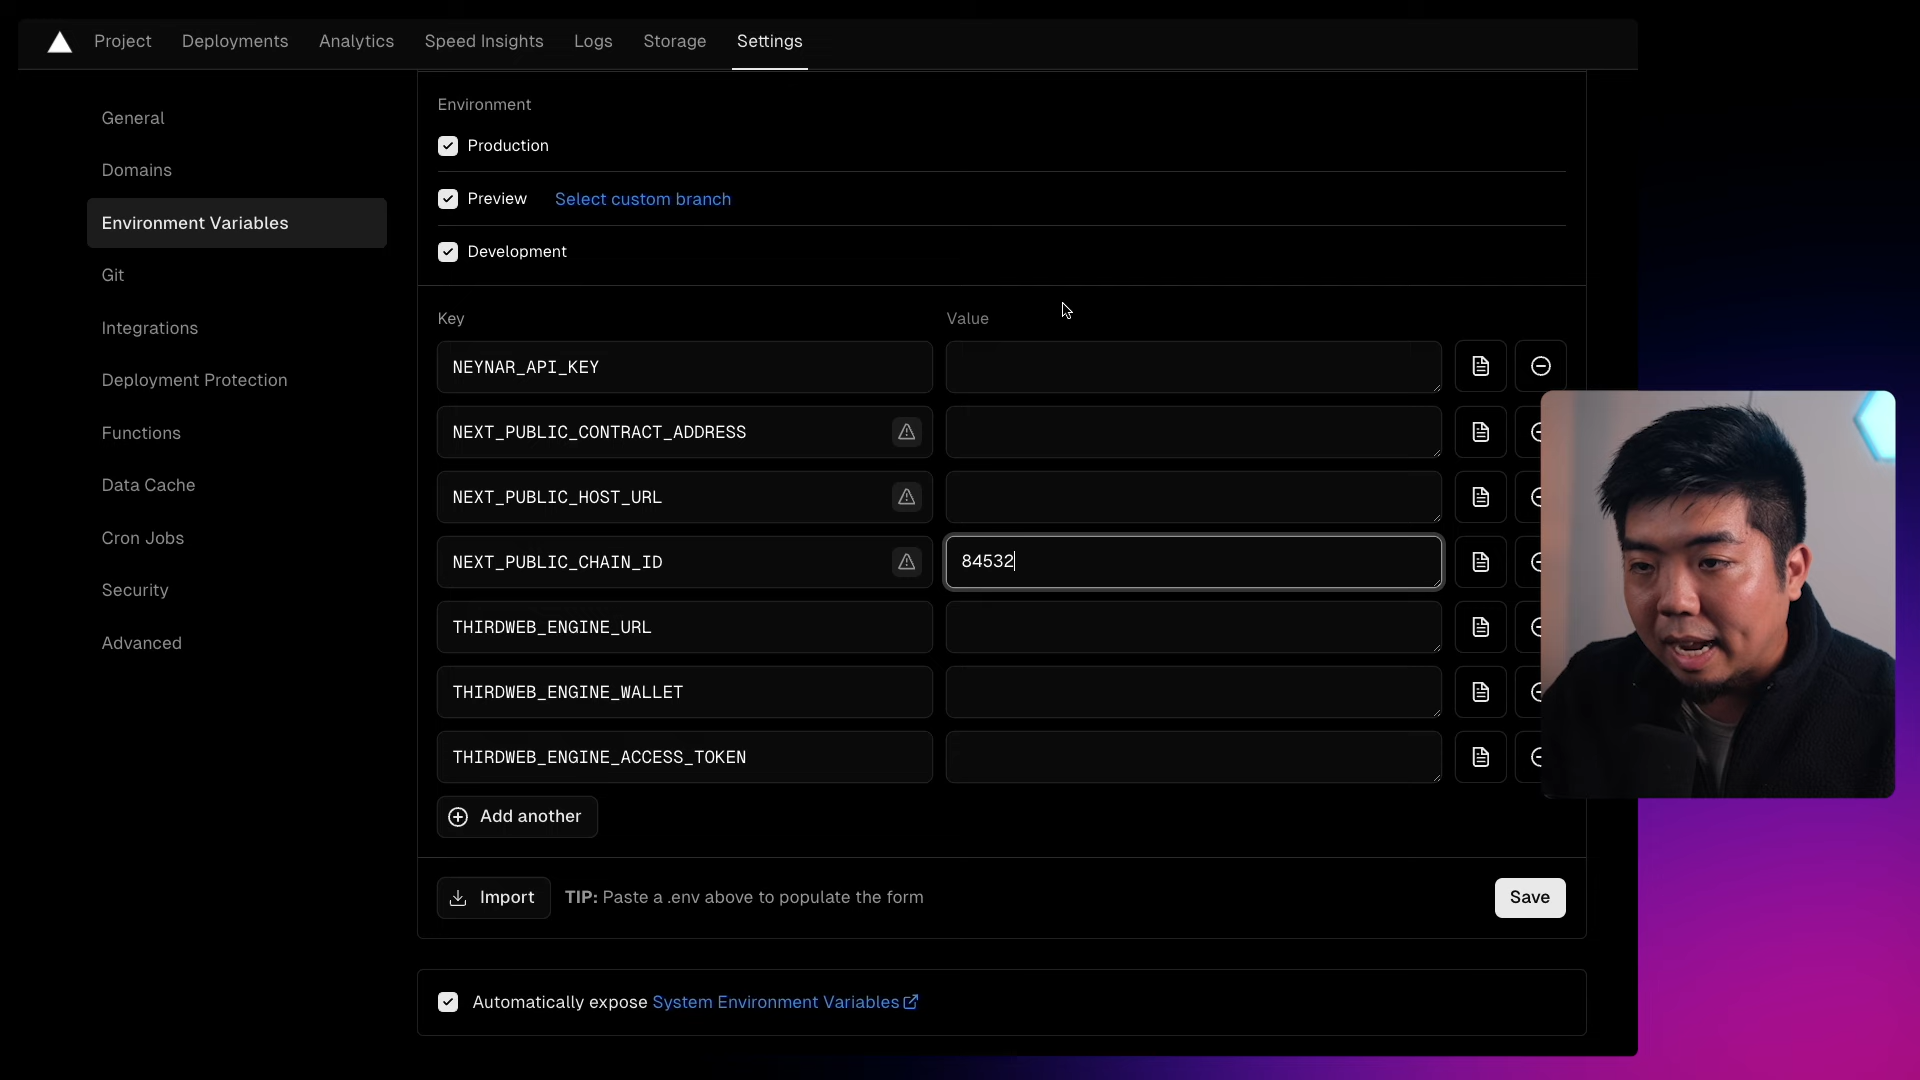 Project
Deployments
Analytics
Speed Insights
Logs
Storage
Settings
General
Domains
Environment Variables
Git
Integrations
Deployment Protection
Functions
Data Cache
Cron Jobs
Security
Advanced
Environment
Production
Preview Select custom branch
Development
Key Value
NEYNAR_API_KEY
NEXT_PUBLIC_CONTRACT_ADDRESS
NEXT_PUBLIC_HOST_URL
NEXT_PUBLIC_CHAIN_ID 84532
THIRDWEB_ENGINE_URL
THIRDWEB_ENGINE_WALLET
THIRDWEB_ENGINE_ACCESS_TOKEN
Add another
Import TIP: Paste a .env above to populate the form Save
Automatically expose System Environment Variables